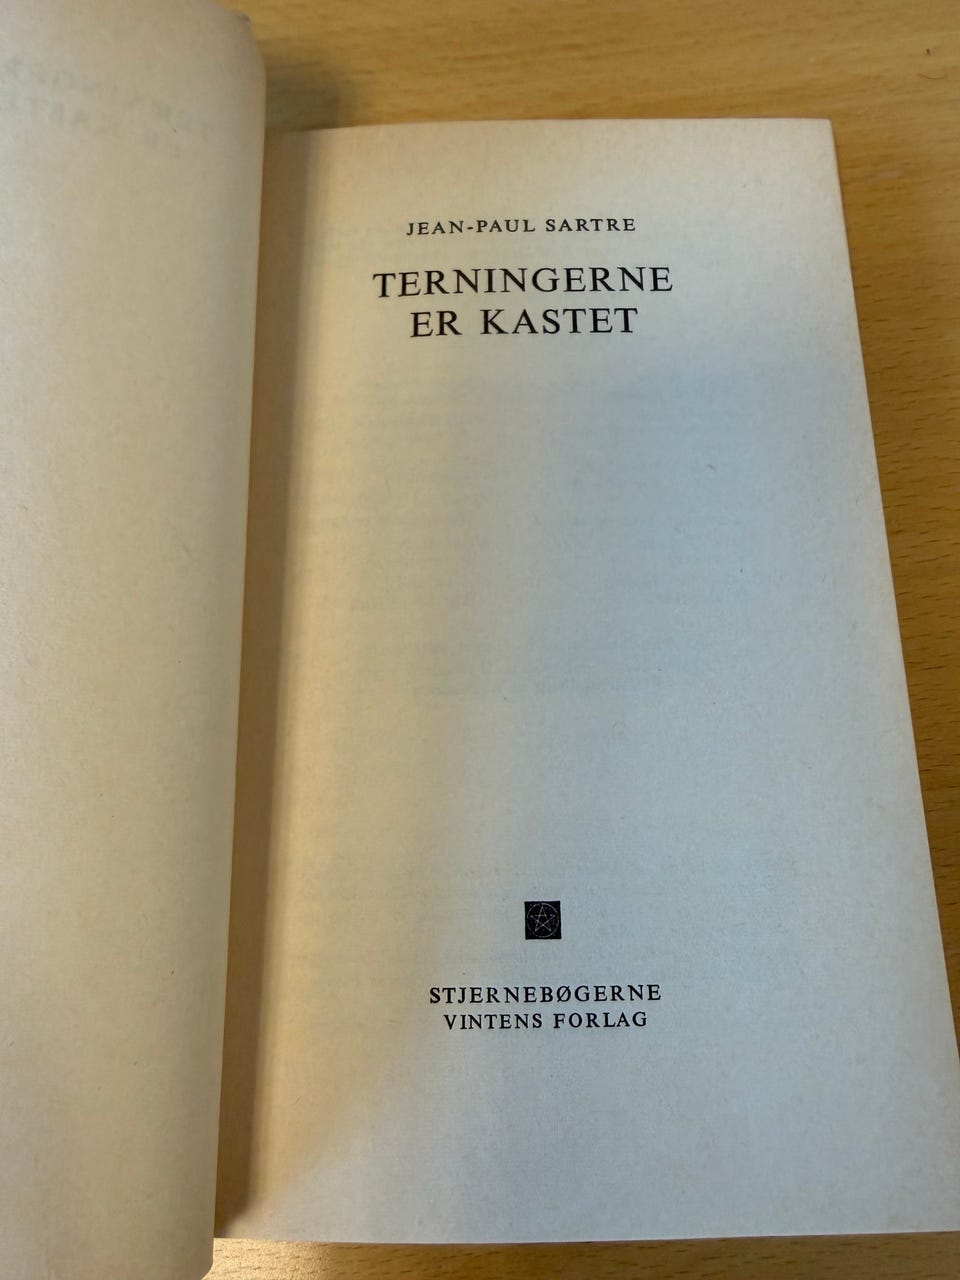 JEAN-PAUL SARTRE
TERNINGERNE
ER KASTET
STJERNEBØGERNE
VINTENS FORLAG